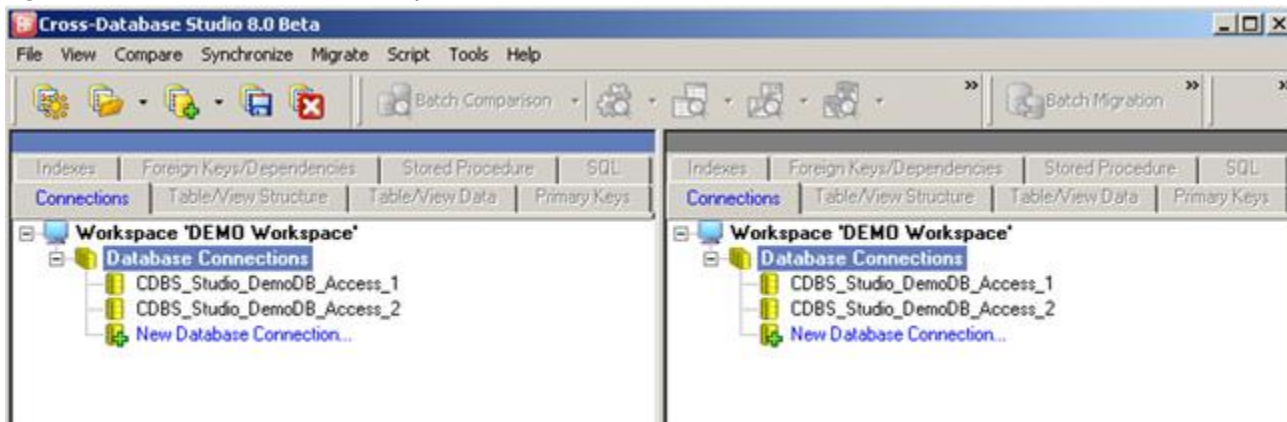 Cross-Database Studio 8.0 Beta
File View Compare Synchronize Migrate Script Tools Help
Batch Comparison Batch Migration
Indexes Foreign Keys/Dependencies Stored Procedure SQL
Connections Table/View Structure Table/View Data Primary Keys
Workspace 'DEMO Workspace'
Database Connections
CDBS_Studio_DemoDB_Access_1
CDBS_Studio_DemoDB_Access_2
New Database Connection...
Indexes Foreign Keys/Dependencies Stored Procedure SQL
Connections Table/View Structure Table/View Data Primary Keys
Workspace 'DEMO Workspace'
Database Connections
CDBS_Studio_DemoDB_Access_1
CDBS_Studio_DemoDB_Access_2
New Database Connection...